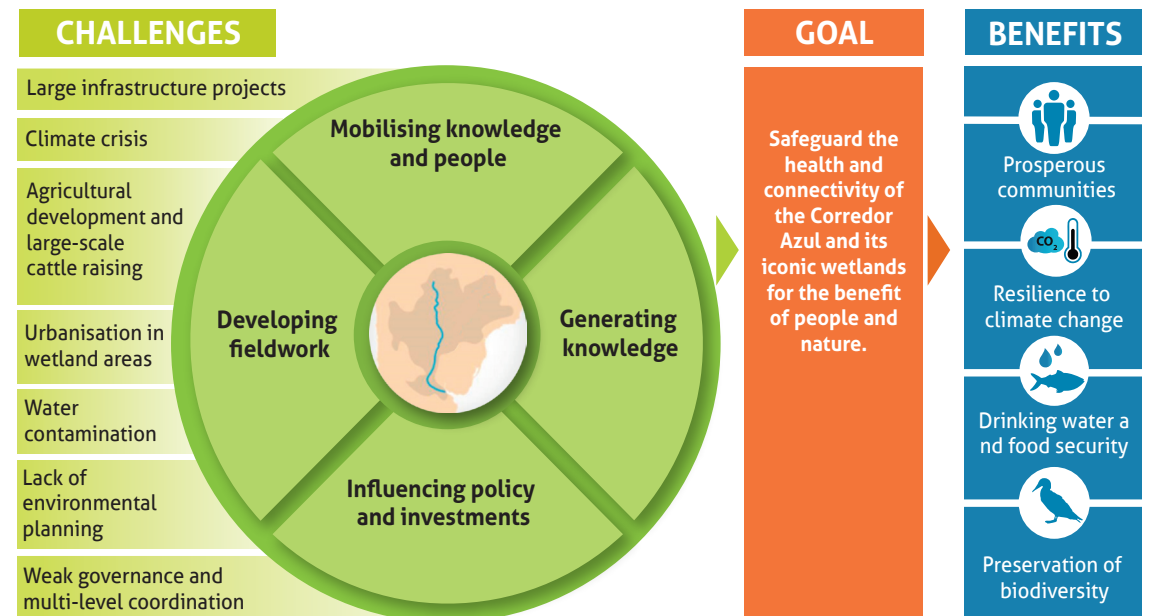 CHALLENGES
Large infrastructure projects
Climate crisis
Agricultural
development and
large-scale
cattle raising
Urbanisation in
wetland areas
Water
contamination
Lack of
environmental
planning
Weak governance and
multi-level coordination
Mobilising knowledge
and people
Developing
fieldwork
Generating
knowledge
Influencing policy
and investments
GOAL
Safeguard the
health and
connectivity of
the Corredor
Azul and its
iconic wetlands
for the benefit
of people and
nature.
BENEFITS
Prosperous
communities
CO₂
Resilience to
climate change
Drinking water a
nd food security
Preservation of
biodiversity